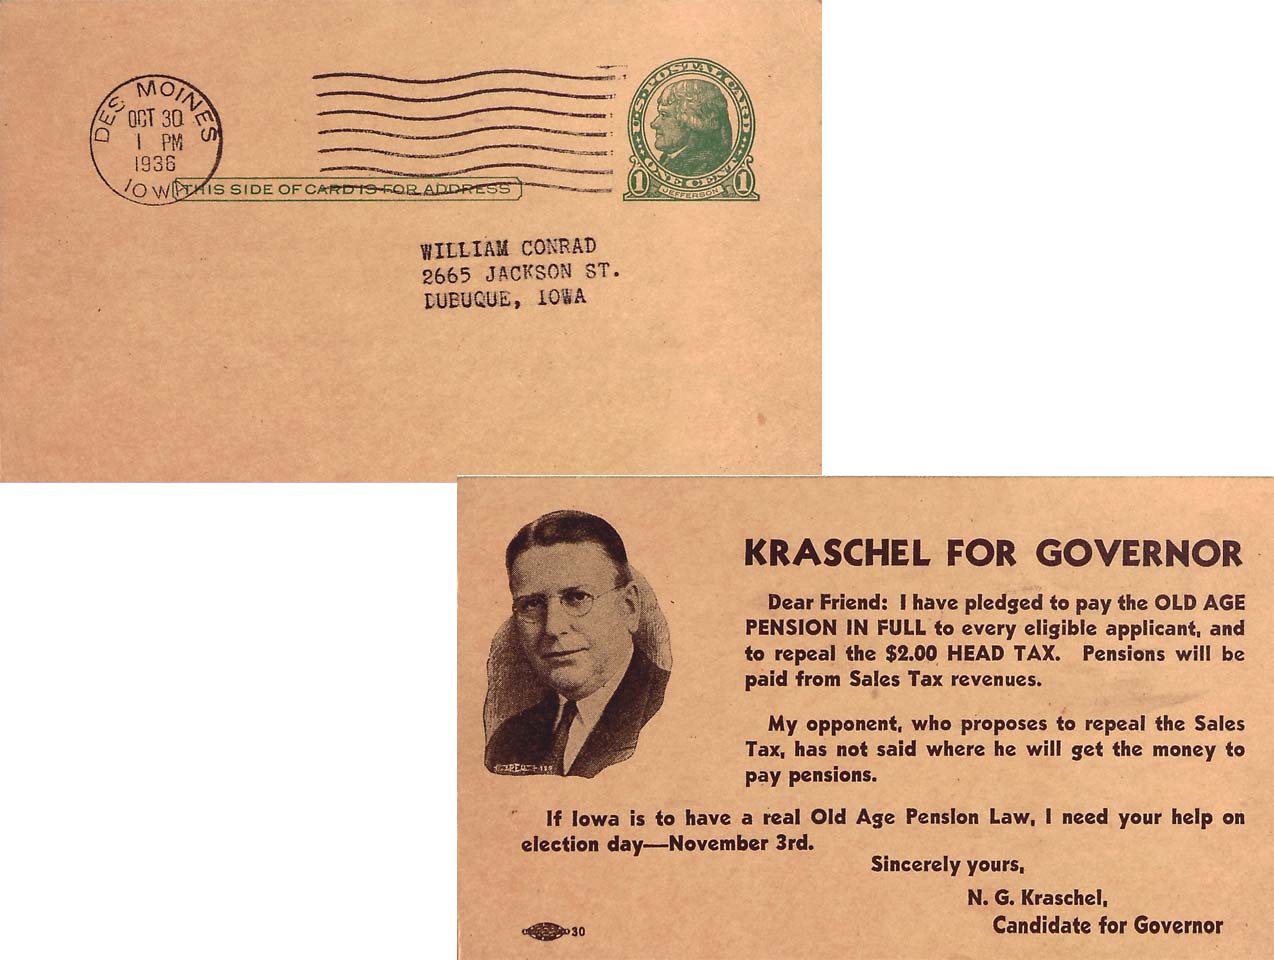 DES MOINES
OCT 30
1 PM
1936
IOWA
U.S. POSTAL CARD
ONE CENT
1 JEFFERSON 1
THIS SIDE OF CARD IS FOR ADDRESS
WILLIAM CONRAD
2665 JACKSON ST.
DUBUQUE, IOWA
KRASCHEL FOR GOVERNOR
Dear Friend: I have pledged to pay the OLD AGE
PENSION IN FULL to every eligible applicant, and
to repeal the $2.00 HEAD TAX. Pensions will be
paid from Sales Tax revenues.
My opponent, who proposes to repeal the Sales
Tax, has not said where he will get the money to
pay pensions.
If Iowa is to have a real Old Age Pension Law, I need your help on
election day—November 3rd.
Sincerely yours,
N. G. Kraschel,
Candidate for Governor
30